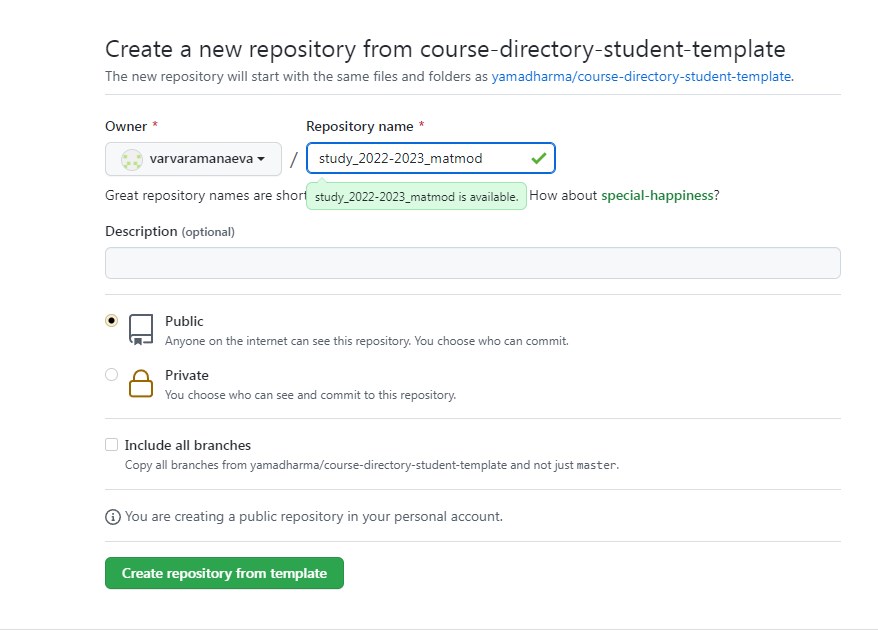 Create a new repository from course-directory-student-template
The new repository will start with the same files and folders as yamadharma/course-directory-student-template.
Owner *
Repository name *
varvaramanaeva
/
study_2022-2023_matmod
Great repository names are short
study_2022-2023_matmod is available.
How about special-happiness?
Description (optional)
Public
Anyone on the internet can see this repository. You choose who can commit.
Private
You choose who can see and commit to this repository.
Include all branches
Copy all branches from yamadharma/course-directory-student-template and not just master.
You are creating a public repository in your personal account.
Create repository from template